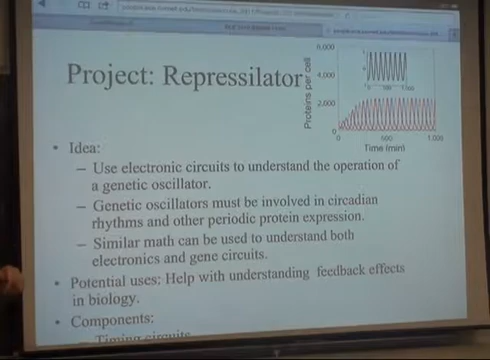 Project: Repressilator
6,000
4,000
2,000
0
Proteins per cell
0
500
1,000
Time (min)
• Idea:
– Use electronic circuits to understand the operation of
a genetic oscillator.
– Genetic oscillators must be involved in circadian
rhythms and other periodic protein expression.
– Similar math can be used to understand both
electronics and gene circuits.
• Potential uses: Help with understanding feedback effects
in biology.
• Components:
– Timing circuits